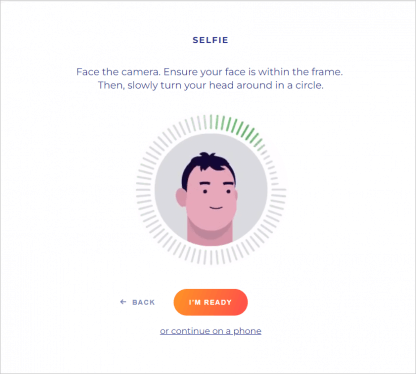 SELFIE
Face the camera. Ensure your face is within the frame.
Then, slowly turn your head around in a circle.
← BACK
I'M READY
or continue on a phone